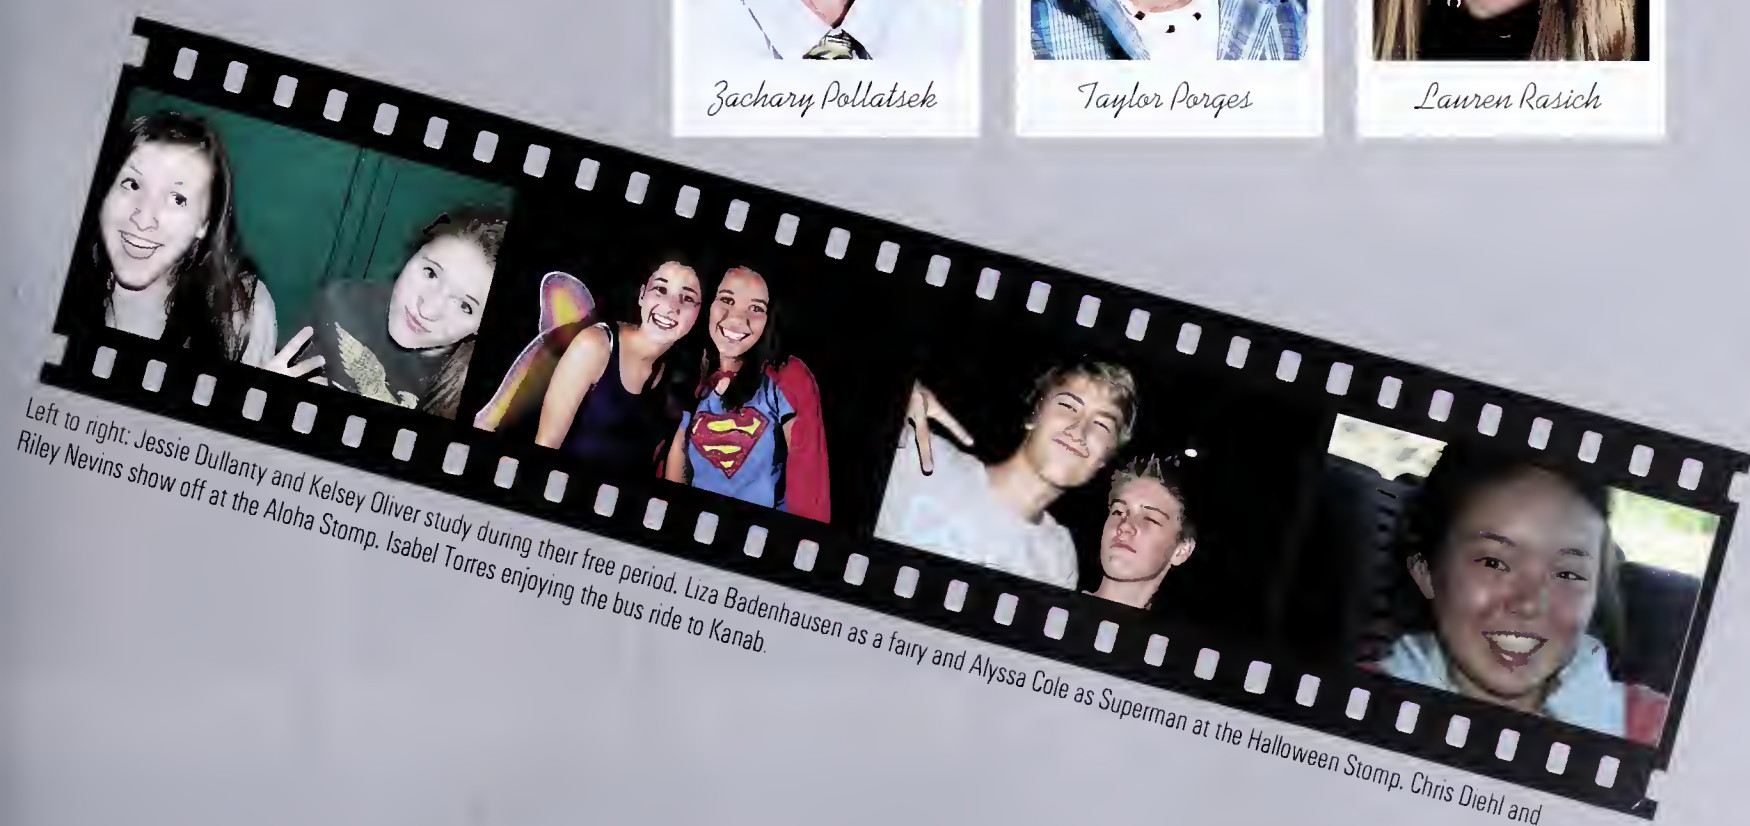 Zachary Pollatsek
Taylor Porges
Lauren Rasich
Left to right: Jessie Dullanty and Kelsey Oliver study during their free period. Liza Badenhausen as a fairy and Alyssa Cole as Superman at the Halloween Stomp. Chris Diehl and
Riley Nevins show off at the Aloha Stomp. Isabel Torres enjoying the bus ride to Kanab.